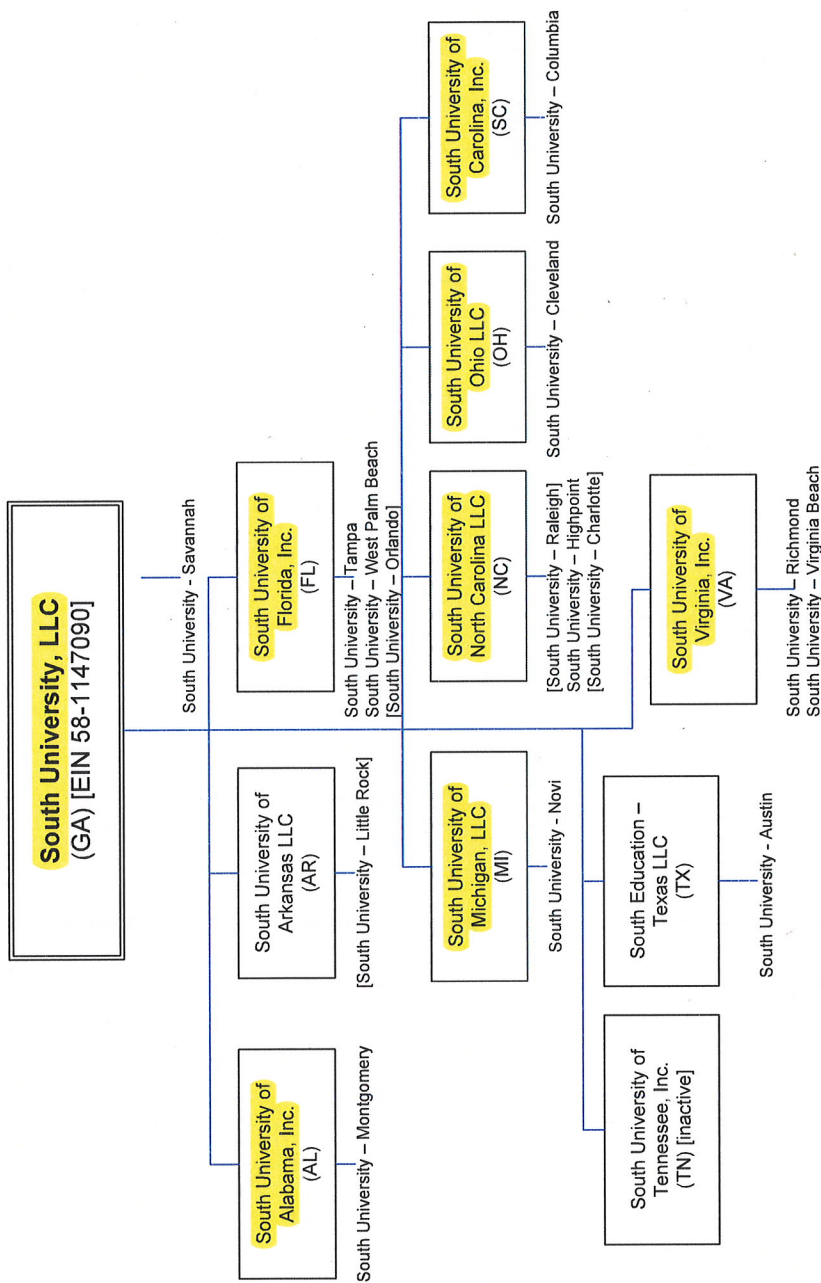 South University, LLC
(GA) [EIN 58-1147090]
South University - Savannah
South University of
Alabama, Inc.
(AL)
South University – Montgomery
South University of
Arkansas LLC
(AR)
[South University – Little Rock]
South University of
Florida, Inc.
(FL)
South University – Tampa
South University – West Palm Beach
[South University – Orlando]
South University of
Michigan, LLC
(MI)
South University - Novi
South University of
North Carolina LLC
(NC)
[South University – Raleigh]
South University – Highpoint
[South University – Charlotte]
South University of
Ohio LLC
(OH)
South University – Cleveland
South University of
Carolina, Inc.
(SC)
South University – Columbia
South University of
Tennessee, Inc.
(TN) [inactive]
South Education –
Texas LLC
(TX)
South University - Austin
South University of
Virginia, Inc.
(VA)
South University – Richmond
South University – Virginia Beach